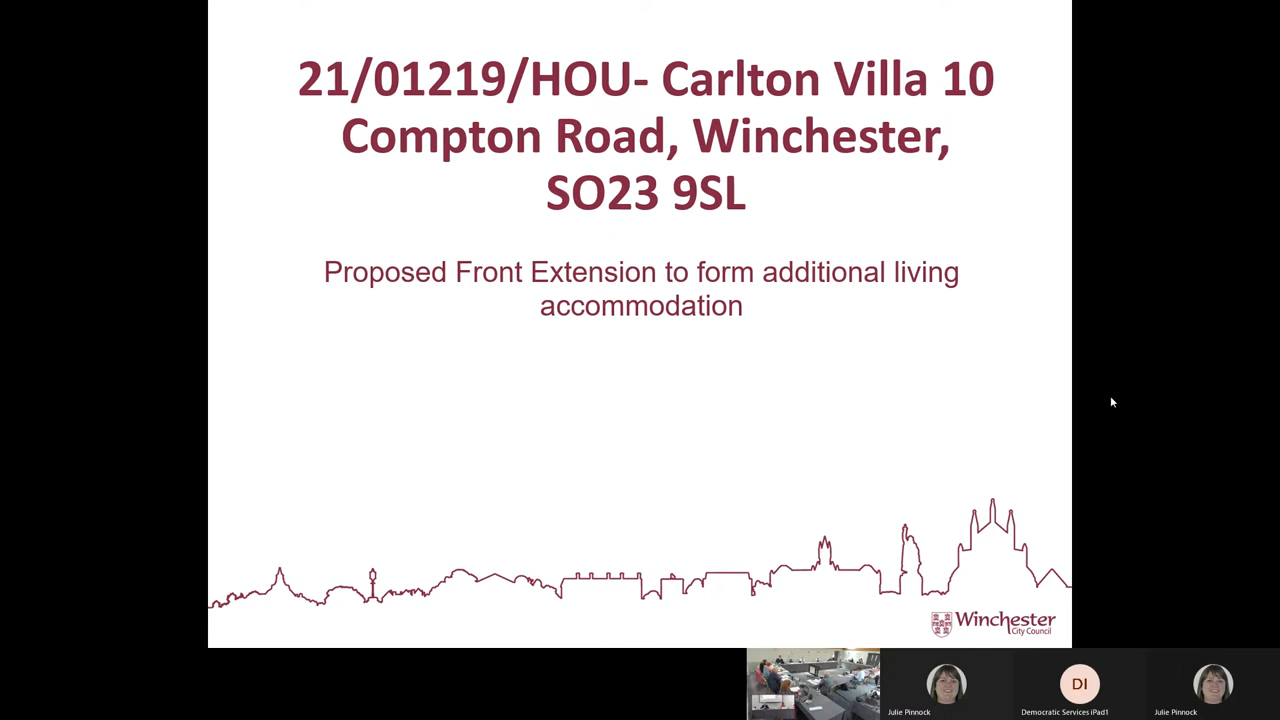 21/01219/HOU- Carlton Villa 10
Compton Road, Winchester,
SO23 9SL
Proposed Front Extension to form additional living
accommodation
Winchester
City Council
DI
Julie Pinnock
Democratic Services iPad1
Julie Pinnock